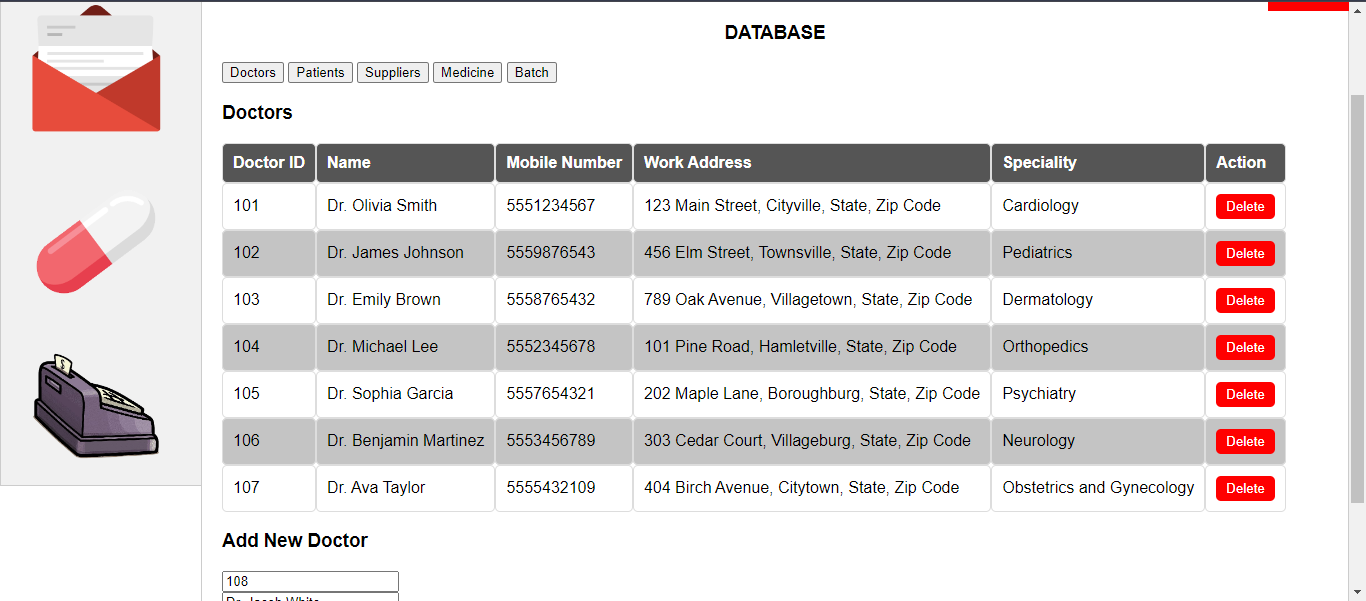 DATABASE
Doctors Patients Suppliers Medicine Batch
Doctors
Doctor ID Name Mobile Number Work Address Speciality Action
101 Dr. Olivia Smith 5551234567 123 Main Street, Cityville, State, Zip Code Cardiology Delete
102 Dr. James Johnson 5559876543 456 Elm Street, Townsville, State, Zip Code Pediatrics Delete
103 Dr. Emily Brown 5558765432 789 Oak Avenue, Villagetown, State, Zip Code Dermatology Delete
104 Dr. Michael Lee 5552345678 101 Pine Road, Hamletville, State, Zip Code Orthopedics Delete
105 Dr. Sophia Garcia 5557654321 202 Maple Lane, Boroughburg, State, Zip Code Psychiatry Delete
106 Dr. Benjamin Martinez 5553456789 303 Cedar Court, Villageburg, State, Zip Code Neurology Delete
107 Dr. Ava Taylor 5555432109 404 Birch Avenue, Citytown, State, Zip Code Obstetrics and Gynecology Delete
Add New Doctor
108
Dr. Jacob White